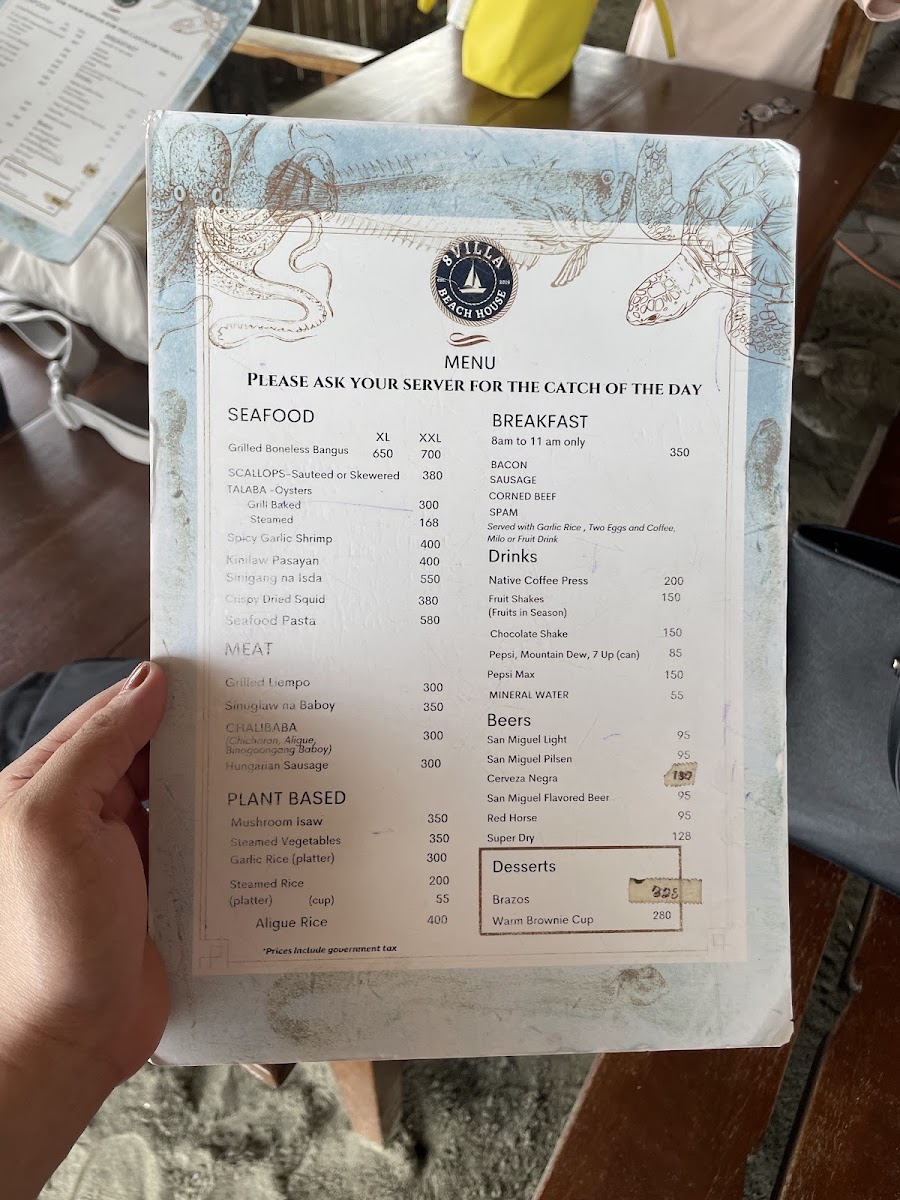 8 VILLA
EST. 2019
BEACH HOUSE
MENU
PLEASE ASK YOUR SERVER FOR THE CATCH OF THE DAY
SEAFOOD
XL XXL
Grilled Boneless Bangus 650 700
SCALLOPS-Sauteed or Skewered 380
TALABA -Oysters
Grill Baked 300
Steamed 168
Spicy Garlic Shrimp 400
Kinilaw Pasayan 400
Sinigang na Isda 550
Crispy Dried Squid 380
Seafood Pasta 580
MEAT
Grilled Liempo 300
Sinuglaw na Baboy 350
CHALIBABA 300
(Chicharon, Aligue,
Binogoongang Baboy)
Hungarian Sausage 300
PLANT BASED
Mushroom Isaw 350
Steamed Vegetables 350
Garlic Rice (platter) 300
Steamed Rice 200
(platter) (cup) 55
Aligue Rice 400
*Prices include government tax
BREAKFAST
8am to 11 am only
350
BACON
SAUSAGE
CORNED BEEF
SPAM
Served with Garlic Rice , Two Eggs and Coffee,
Milo or Fruit Drink
Drinks
Native Coffee Press 200
Fruit Shakes 150
(Fruits in Season)
Chocolate Shake 150
Pepsi, Mountain Dew, 7 Up (can) 85
Pepsi Max 150
MINERAL WATER 55
Beers
San Miguel Light 95
San Miguel Pilsen 95
Cerveza Negra 130
San Miguel Flavored Beer 95
Red Horse 95
Super Dry 128
Desserts
Brazos 325
Warm Brownie Cup 280